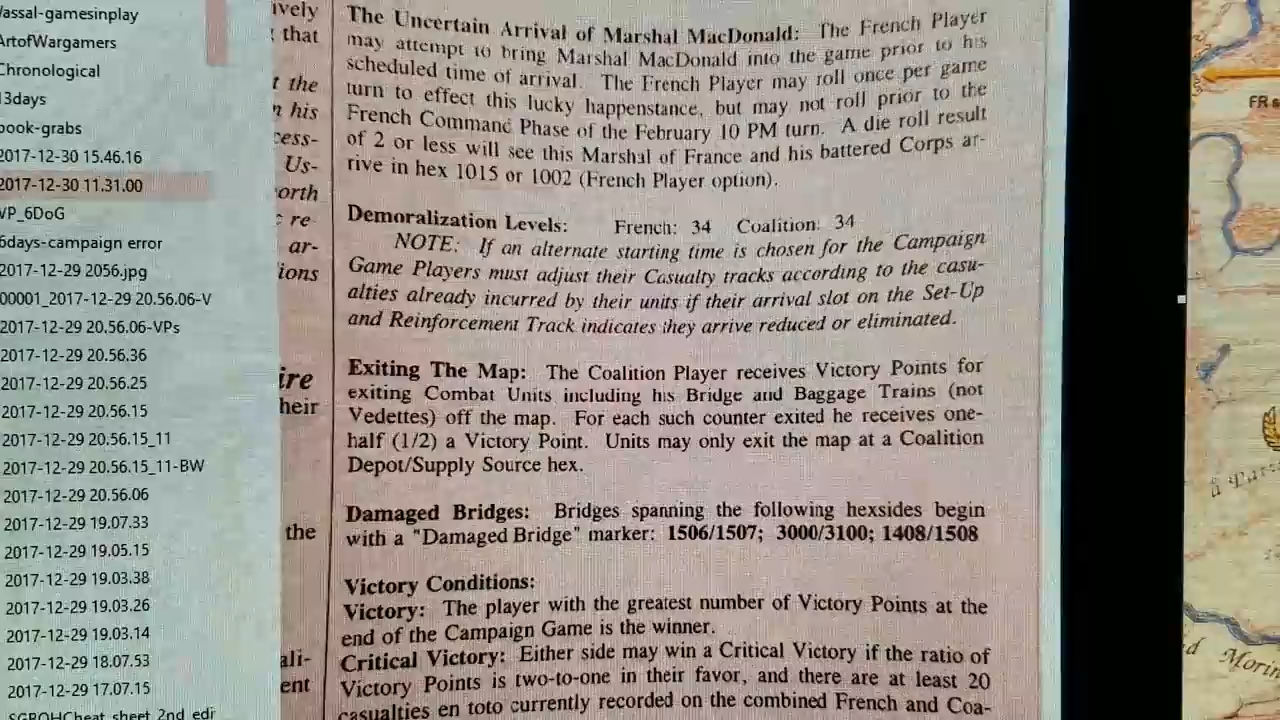 /assal-gamesinplay
ArtofWargamers
Chronological
13days
book-grabs
2017-12-30 15.46.16
2017-12-30 11.31.00
VP_6DoG
6days-campaign error
2017-12-29 2056.jpg
00001_2017-12-29 20.56.06-V
2017-12-29 20.56.06-VPs
2017-12-29 20.56.36
2017-12-29 20.56.25
2017-12-29 20.56.15
2017-12-29 20.56.15_11
2017-12-29 20.56.15_11-BW
2017-12-29 20.56.06
2017-12-29 19.07.33
2017-12-29 19.05.15
2017-12-29 19.03.38
2017-12-29 19.03.26
2017-12-29 19.03.14
2017-12-29 18.07.53
2017-12-29 17.07.15
SGBOHCheat_sheet_2nd_edi
ively
that
t the
n his
cess-
Us-
orth
re-
ar-
ions
ire
heir
the
ali-
ent
The Uncertain Arrival of Marshal MacDonald: The French Player
may attempt to bring Marshal MacDonald into the game prior to his
scheduled time of arrival. The French Player may roll once per game
turn to effect this lucky happenstance, but may not roll prior to the
French Command Phase of the February 10 PM turn. A die roll result
of 2 or less will see this Marshal of France and his battered Corps ar-
rive in hex 1015 or 1002 (French Player option).
Demoralization Levels: French: 34 Coalition: 34
NOTE: If an alternate starting time is chosen for the Campaign
Game Players must adjust their Casualty tracks according to the casu-
alties already incurred by their units if their arrival slot on the Set-Up
and Reinforcement Track indicates they arrive reduced or eliminated.
Exiting The Map: The Coalition Player receives Victory Points for
exiting Combat Units including his Bridge and Baggage Trains (not
Vedettes) off the map. For each such counter exited he receives one-
half (1/2) a Victory Point. Units may only exit the map at a Coalition
Depot/Supply Source hex.
Damaged Bridges: Bridges spanning the following hexsides begin
with a "Damaged Bridge" marker: 1506/1507; 3000/3100; 1408/1508
Victory Conditions:
Victory: The player with the greatest number of Victory Points at the
end of the Campaign Game is the winner.
Critical Victory: Either side may win a Critical Victory if the ratio of
Victory Points is two-to-one in their favor, and there are at least 20
casualties en toto currently recorded on the combined French and Coa-
FR
Morin